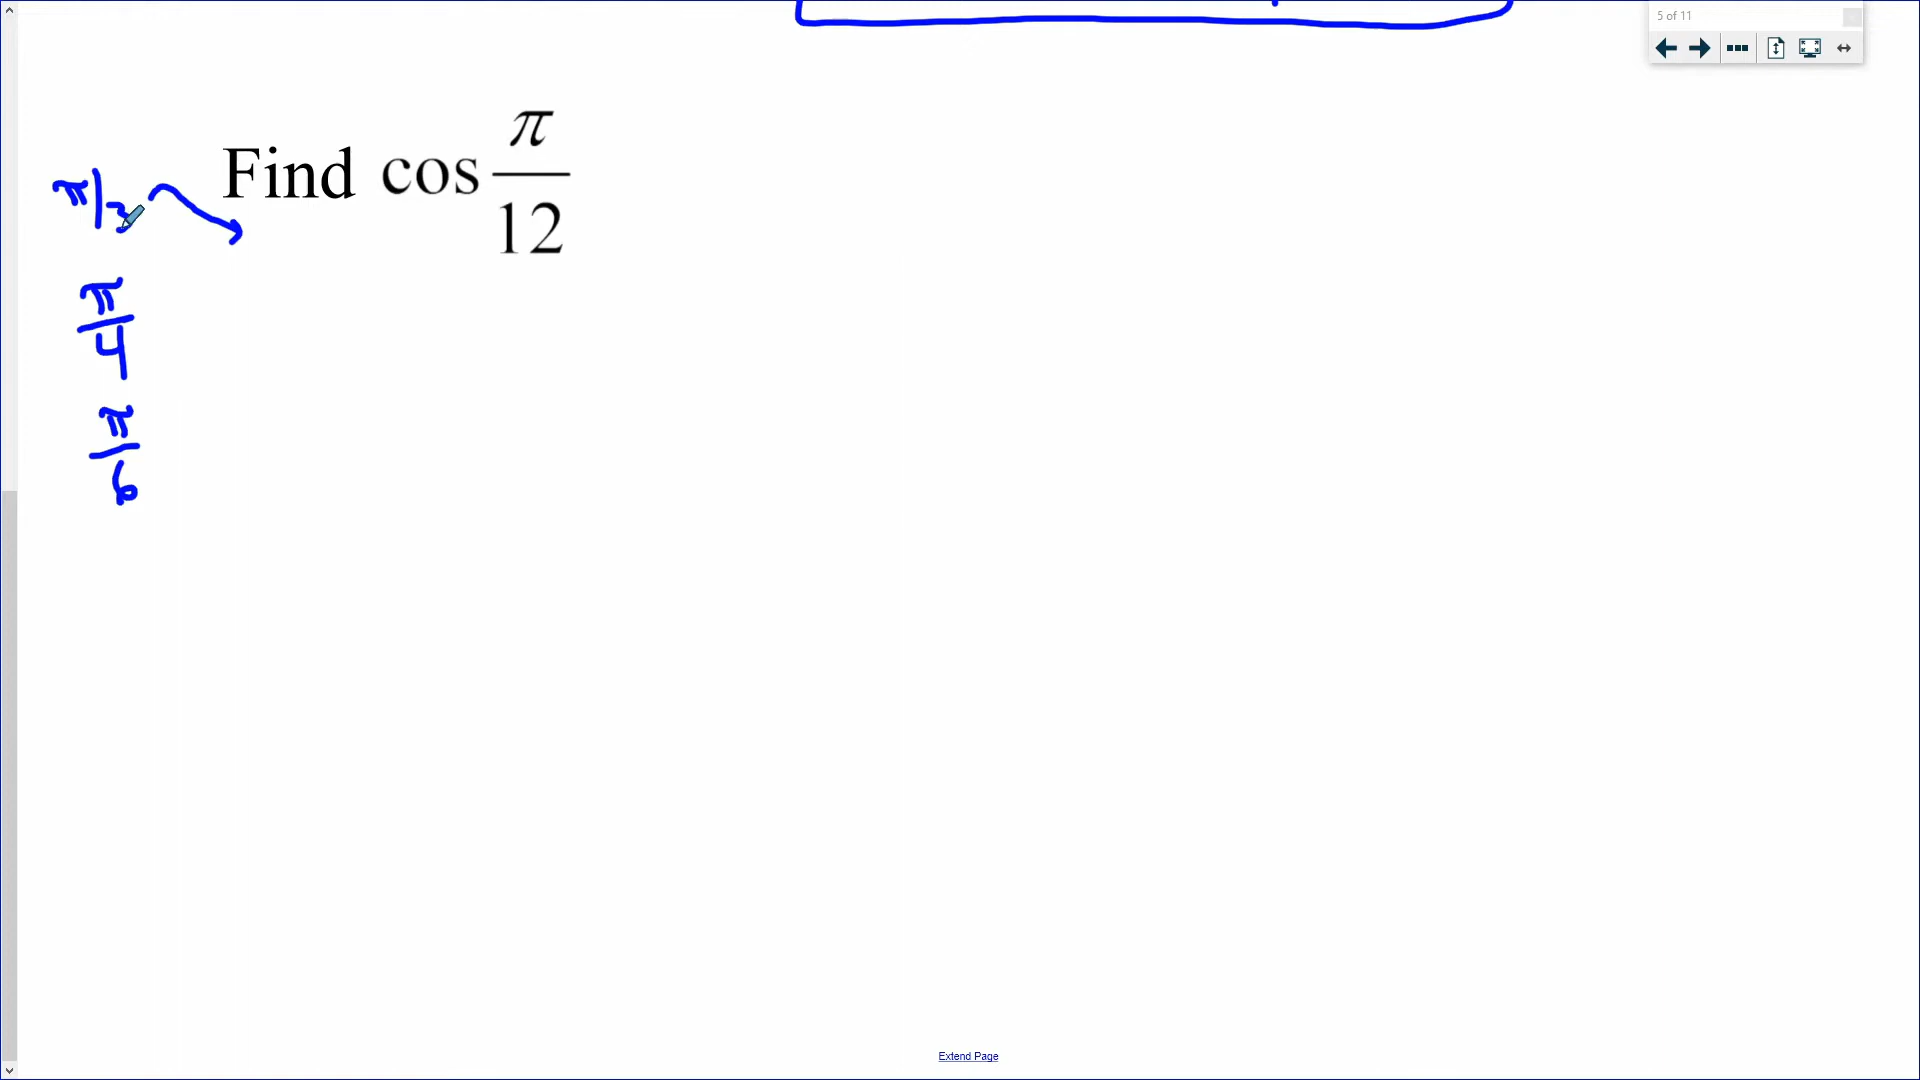 5 of 11
Find cos π/12
π/3
π/4
π/6
Extend Page